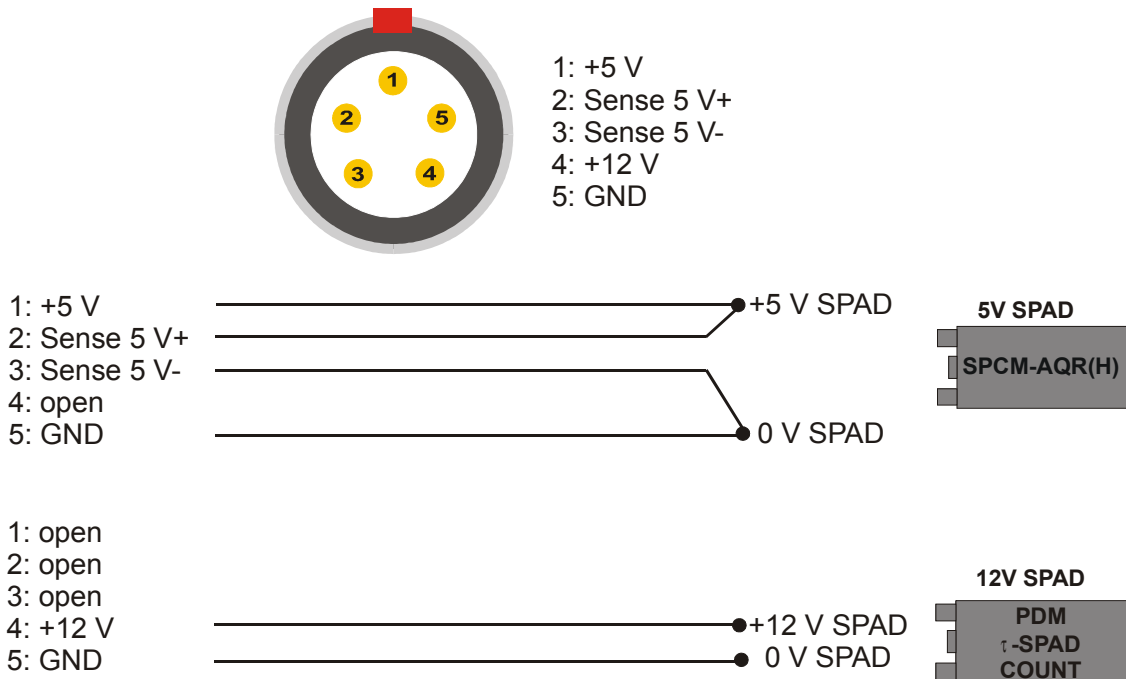 1
2
5
3
4
1: +5 V
2: Sense 5 V+
3: Sense 5 V-
4: +12 V
5: GND
1: +5 V
2: Sense 5 V+
3: Sense 5 V-
4: open
5: GND
+5 V SPAD
0 V SPAD
5V SPAD
SPCM-AQR(H)
1: open
2: open
3: open
4: +12 V
5: GND
+12 V SPAD
0 V SPAD
12V SPAD
PDM
τ-SPAD
COUNT